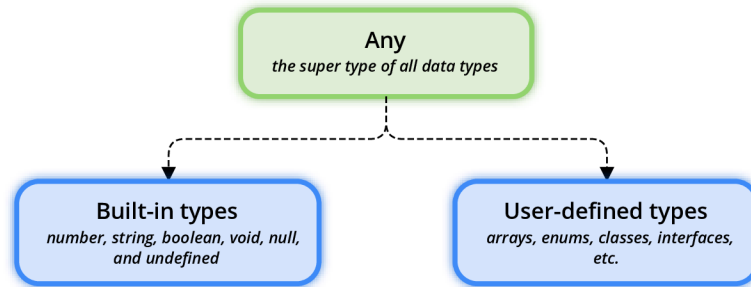 Any
the super type of all data types
Built-in types
number, string, boolean, void, null,
and undefined
User-defined types
arrays, enums, classes, interfaces,
etc.